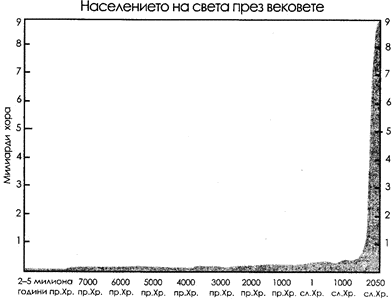 Населението на света през вековете
9 9
8 8
7 7
6 6
5 5
4 4
3 3
2 2
1 1
Милиарди хора
2–5 милиона 7000 6000 5000 4000 3000 2000 1000 1 1000 2050
години пр.Хр. пр.Хр. пр.Хр. пр.Хр. пр.Хр. пр.Хр. пр.Хр. пр.Хр. сл.Хр. сл.Хр. сл.Хр.